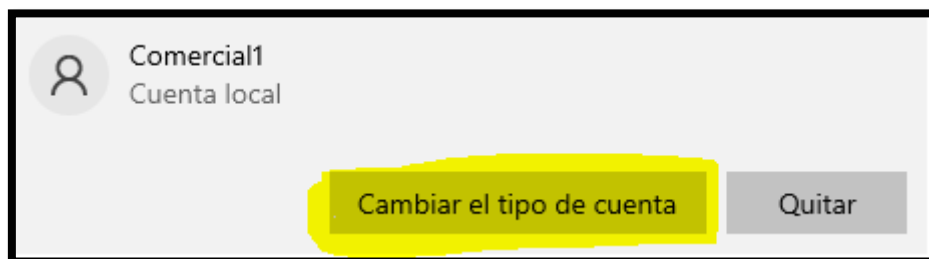 Comercial1
Cuenta local
Cambiar el tipo de cuenta
Quitar